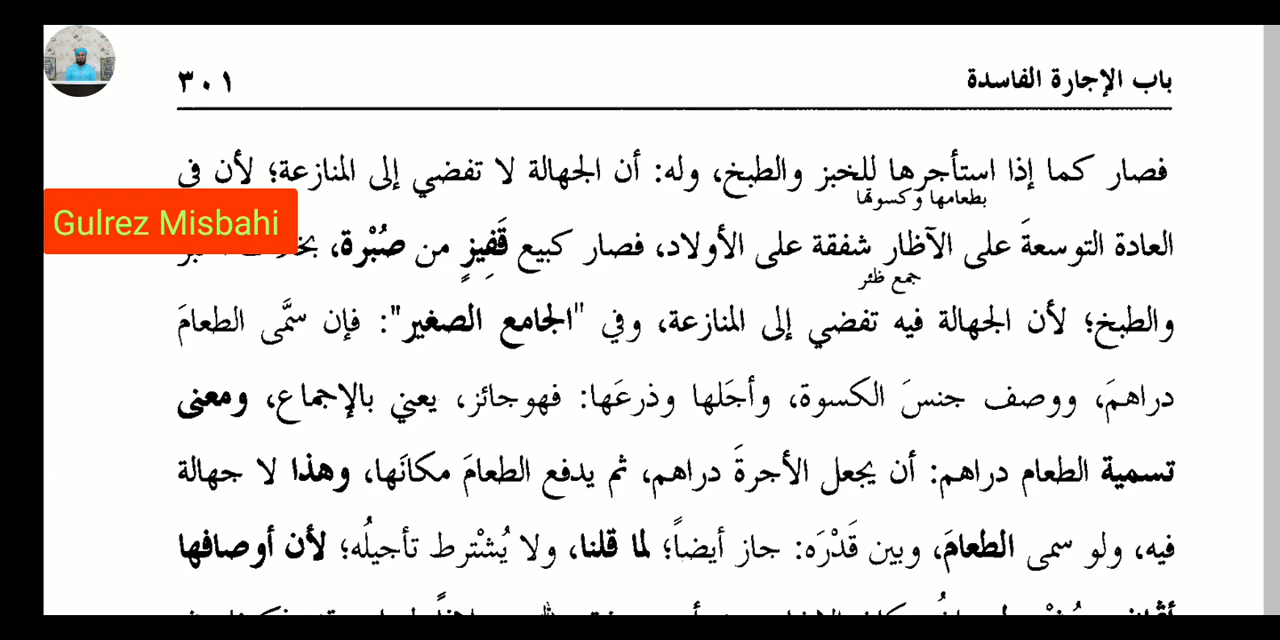 باب الإجارة الفاسدة ٣٠١
فصار كما إذا استأجرها للخبز والطبخ، وله: أن الجهالة لا تفضي إلى المنازعة؛ لأن في
بطعامها وكسوتها
Gulrez Misbahi
العادة التوسعةَ على الآظار شفقة على الأولاد، فصار كبيع قَفِيزٍ من صُبْرة،
جمع ظئر
والطبخ؛ لأن الجهالة فيه تفضي إلى المنازعة، وفي "الجامع الصغير": فإن سمَّى الطعامَ
دراهمَ، ووصف جنسَ الكسوة، وأجَلها وذرعَها: فهوجائز، يعني بالإجماع، ومعنى
تسمية الطعام دراهم: أن يجعل الأجرةَ دراهم، ثم يدفع الطعامَ مكانَها، وهذا لا جهالة
فيه، ولو سمى الطعامَ، وبين قَدْرَه: جاز أيضاً؛ لما قلنا، ولا يُشْترط تأجيلُه؛ لأن أوصافها